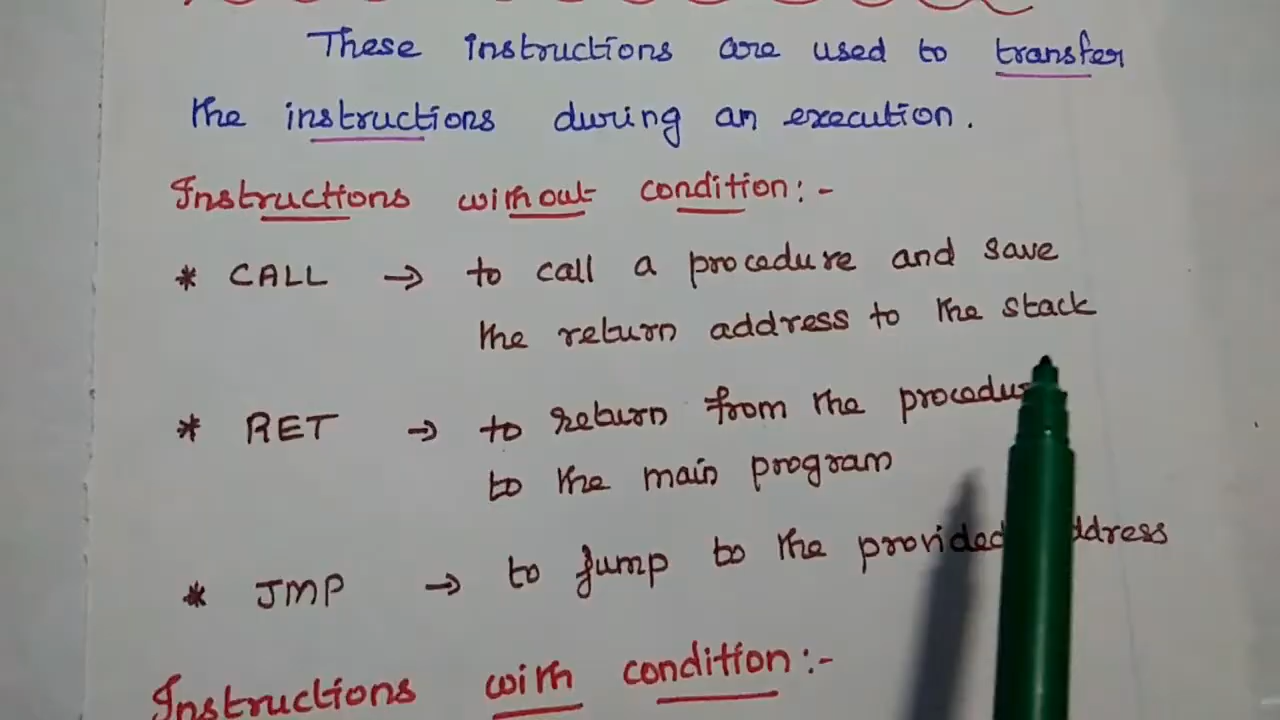 These instructions are used to transfer
the instructions during an execution.
Instructions without condition:-
* CALL → to call a procedure and save
the return address to the stack
* RET → to return from the
to the main program
* JMP → to jump to the provided
Instructions with condition:-